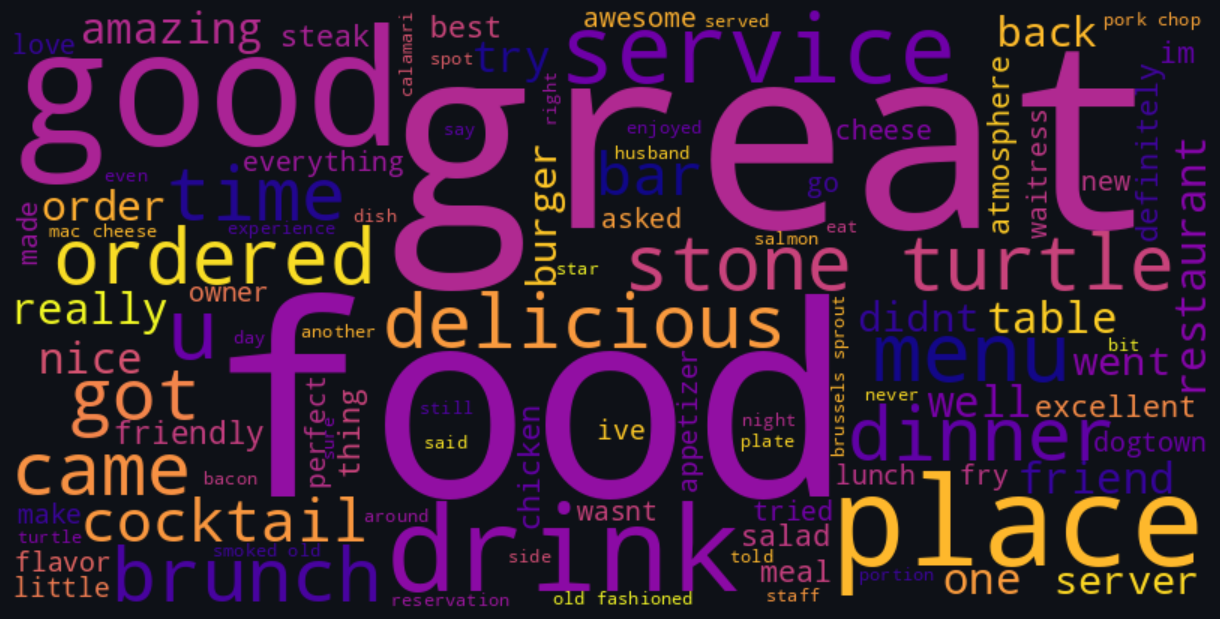 love
amazing
steak
calamari
best
spot
try
awesome
served
service
back
pork chop
im
good
great
right
say
enjoyed
husband
bar
cheese
go
atmosphere
waitress
new
definitely
restaurant
everything
even
time
order
made
mac cheese
experience
dish
burger
asked
eat
salmon
ordered
star
stone
turtle
owner
really
u
day
another
delicious
brussels sprout
didnt
table
menu
bit
went
nice
got
food
friendly
perfect
sure
thing
still
said
chicken
ive
appetizer
night
plate
never
well
excellent
dinner
dogtown
came
bacon
lunch
fry
friend
make
turtle
cocktail
around
drink
wasnt
tried
salad
place
flavor
little
smoked old
brunch
side
told
meal
portion
one
server
reservation
old fashioned
staff